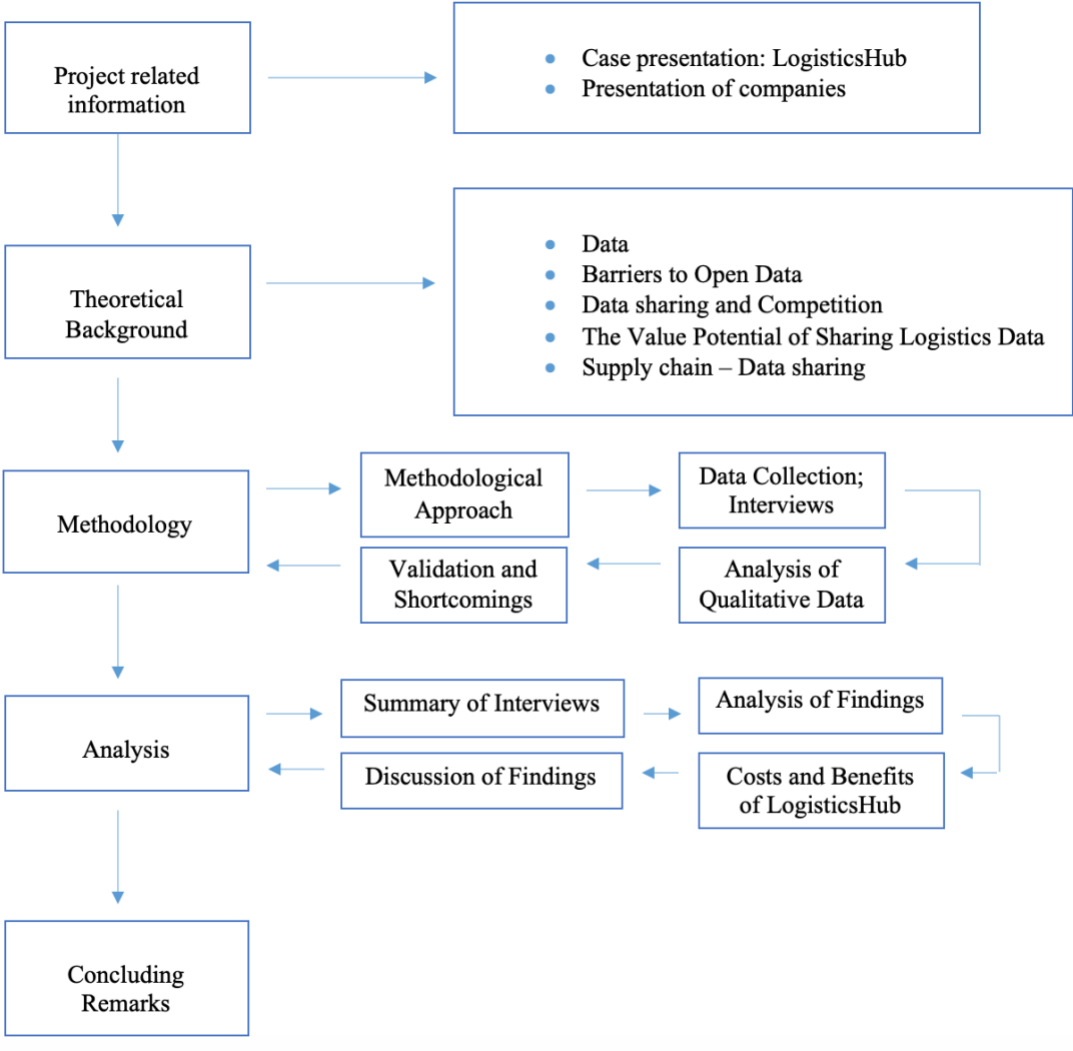 Project related
information
• Case presentation: LogisticsHub
• Presentation of companies
Theoretical
Background
• Data
• Barriers to Open Data
• Data sharing and Competition
• The Value Potential of Sharing Logistics Data
• Supply chain – Data sharing
Methodology
Methodological
Approach
Data Collection;
Interviews
Analysis of
Qualitative Data
Validation and
Shortcomings
Analysis
Summary of Interviews
Analysis of Findings
Costs and Benefits
of LogisticsHub
Discussion of Findings
Concluding
Remarks